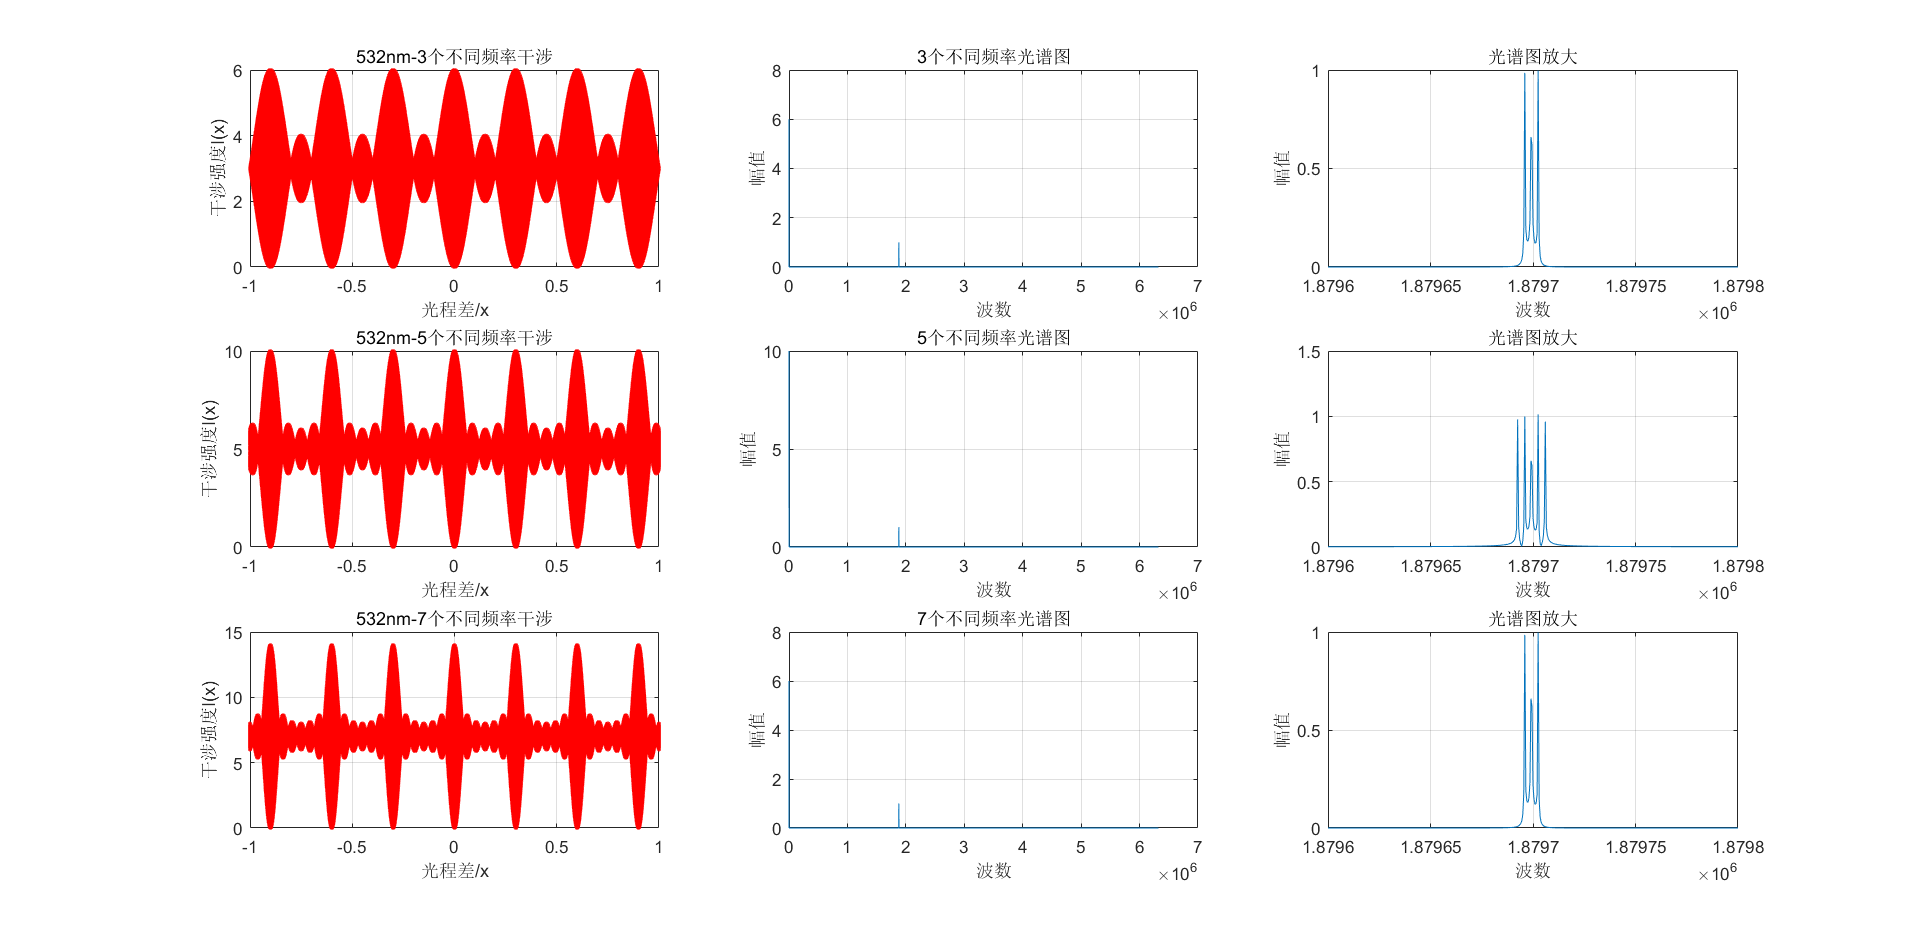 532nm-3个不同频率干涉
干涉强度I(x)
6
4
2
0
-1 -0.5 0 0.5 1
光程差/x
3个不同频率光谱图
幅值
8
6
4
2
0
0 1 2 3 4 5 6 7
波数
×10^6
光谱图放大
幅值
1
0.5
0
1.8796 1.87965 1.8797 1.87975 1.8798
波数
×10^6
532nm-5个不同频率干涉
干涉强度I(x)
10
5
0
-1 -0.5 0 0.5 1
光程差/x
5个不同频率光谱图
幅值
10
5
0
0 1 2 3 4 5 6 7
波数
×10^6
光谱图放大
幅值
1.5
1
0.5
0
1.8796 1.87965 1.8797 1.87975 1.8798
波数
×10^6
532nm-7个不同频率干涉
干涉强度I(x)
15
10
5
0
-1 -0.5 0 0.5 1
光程差/x
7个不同频率光谱图
幅值
8
6
4
2
0
0 1 2 3 4 5 6 7
波数
×10^6
光谱图放大
幅值
1
0.5
0
1.8796 1.87965 1.8797 1.87975 1.8798
波数
×10^6